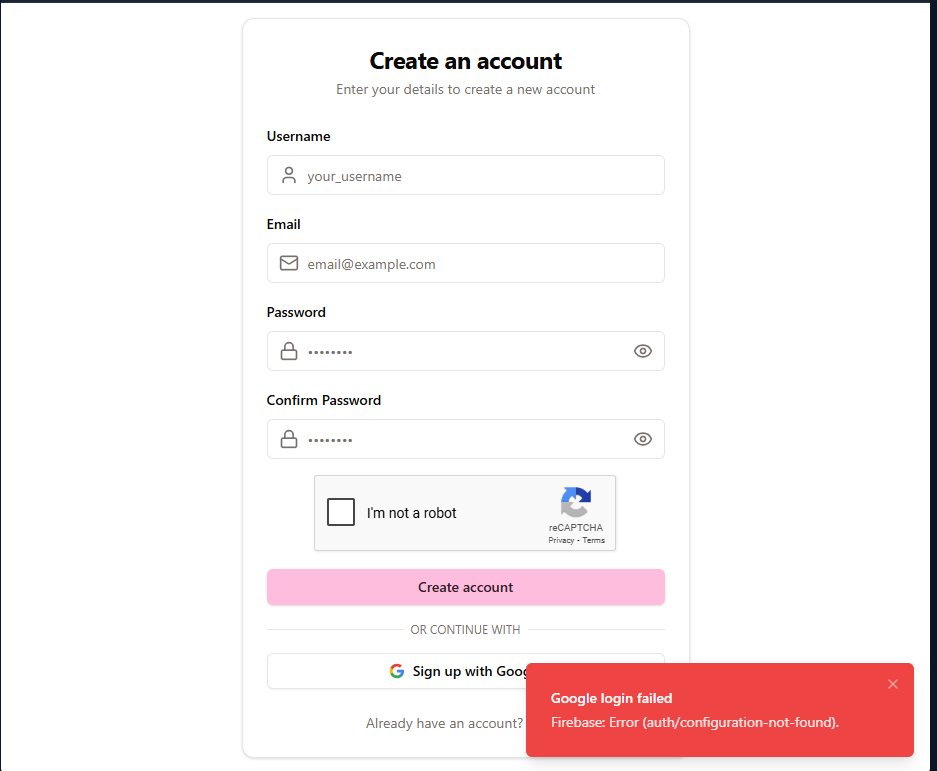 Create an account
Enter your details to create a new account
Username
your_username
Email
email@example.com
Password
••••••••
Confirm Password
••••••••
I'm not a robot
reCAPTCHA
Privacy - Terms
Create account
OR CONTINUE WITH
Sign up with Goog
Already have an account?
Google login failed
Firebase: Error (auth/configuration-not-found).